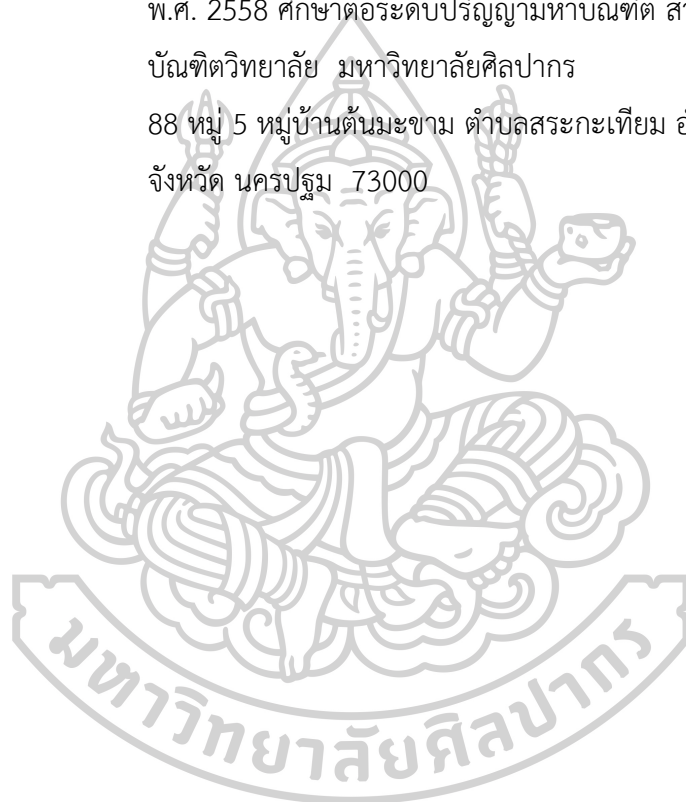 พ.ศ. 2558 ศึกษาต่อระดับปริญญามหาบัณฑิต
บัณฑิตวิทยาลัย มหาวิทยาลัยศิลปากร
88 หมู่ 5 หมู่บ้านต้นมะขาม ตำบลสระกะเทียม
จังหวัด นครปฐม 73000
มหาวิทยาลัยศิลปากร